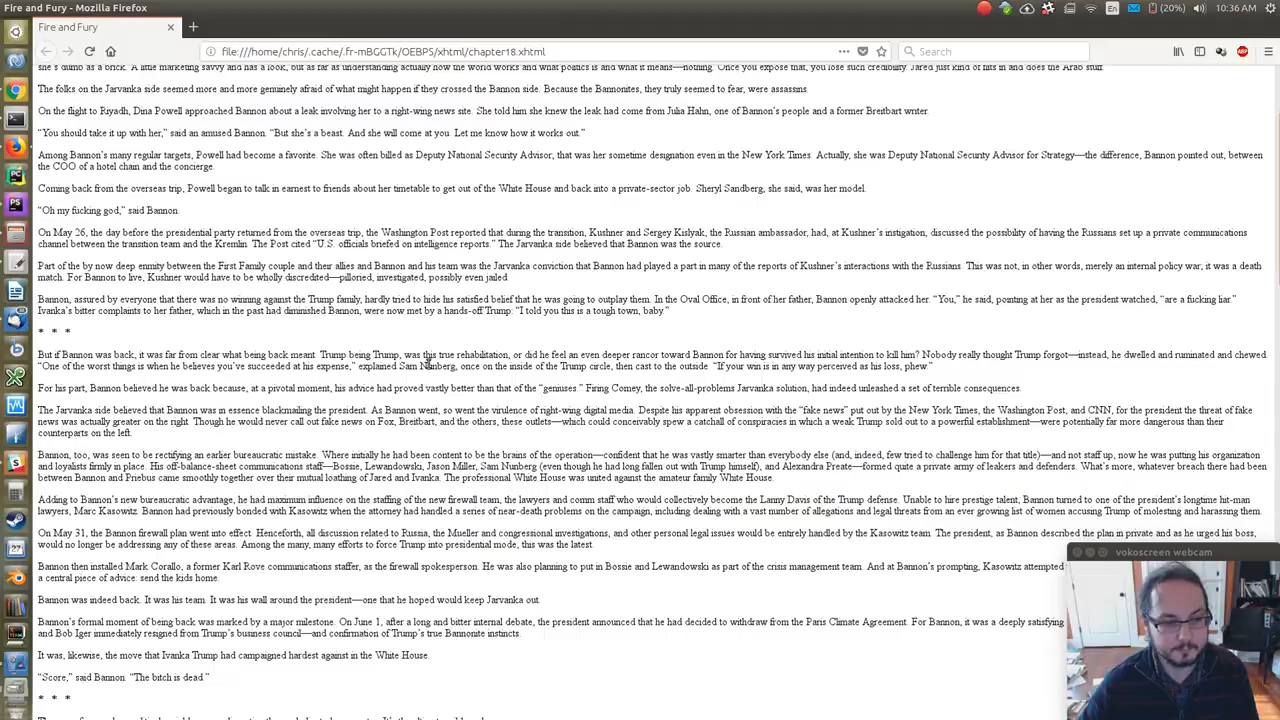 Fire and Fury - Mozilla Firefox
En
(20%)
10:36 AM
Fire and Fury
file:///home/chris/.cache/.fr-mBGGTk/OEBPS/xhtml/chapter18.xhtml
Search
she's dumb as a brick. A little marketing savvy and has a look, but as far as understanding actually how the world works and what politics is and what it means—nothing. Once you expose that, you lose such credibility. Jared just kind of flits in and does the Arab stuff."
The folks on the Jarvanka side seemed more and more genuinely afraid of what might happen if they crossed the Bannon side. Because the Bannonites, they truly seemed to fear, were assassins.
On the flight to Riyadh, Dina Powell approached Bannon about a leak involving her to a right-wing news site. She told him she knew the leak had come from Julia Hahn, one of Bannon's people and a former Breitbart writer.
“You should take it up with her,” said an amused Bannon. “But she's a beast. And she will come at you. Let me know how it works out.”
Among Bannon's many regular targets, Powell had become a favorite. She was often billed as Deputy National Security Advisor; that was her sometime designation even in the New York Times. Actually, she was Deputy National Security Advisor for Strategy—the difference, Bannon pointed out, between
the COO of a hotel chain and the concierge.
Coming back from the overseas trip, Powell began to talk in earnest to friends about her timetable to get out of the White House and back into a private-sector job. Sheryl Sandberg, she said, was her model.
“Oh my fucking god,” said Bannon.
On May 26, the day before the presidential party returned from the overseas trip, the Washington Post reported that during the transition, Kushner and Sergey Kislyak, the Russian ambassador, had, at Kushner's instigation, discussed the possibility of having the Russians set up a private communications
channel between the transition team and the Kremlin. The Post cited “U.S. officials briefed on intelligence reports.” The Jarvanka side believed that Bannon was the source.
Part of the by now deep enmity between the First Family couple and their allies and Bannon and his team was the Jarvanka conviction that Bannon had played a part in many of the reports of Kushner's interactions with the Russians. This was not, in other words, merely an internal policy war; it was a death
match. For Bannon to live, Kushner would have to be wholly discredited—pilloried, investigated, possibly even jailed.
Bannon, assured by everyone that there was no winning against the Trump family, hardly tried to hide his satisfied belief that he was going to outplay them. In the Oval Office, in front of her father, Bannon openly attacked her. “You,” he said, pointing at her as the president watched, “are a fucking liar.”
Ivanka's bitter complaints to her father, which in the past had diminished Bannon, were now met by a hands-off Trump. “I told you this is a tough town, baby.”
* * *
But if Bannon was back, it was far from clear what being back meant. Trump being Trump, was this true rehabilitation, or did he feel an even deeper rancor toward Bannon for having survived his initial intention to kill him? Nobody really thought Trump forgot—instead, he dwelled and ruminated and chewed.
“One of the worst things is when he believes you've succeeded at his expense,” explained Sam Nunberg, once on the inside of the Trump circle, then cast to the outside. “If your win is in any way perceived as his loss, phew.”
For his part, Bannon believed he was back because, at a pivotal moment, his advice had proved vastly better than that of the “geniuses.” Firing Comey, the solve-all-problems Jarvanka solution, had indeed unleashed a set of terrible consequences.
The Jarvanka side believed that Bannon was in essence blackmailing the president. As Bannon went, so went the virulence of right-wing digital media. Despite his apparent obsession with the “fake news” put out by the New York Times, the Washington Post, and CNN, for the president the threat of fake
news was actually greater on the right. Though he would never call out fake news on Fox, Breitbart, and the others, these outlets—which could conceivably spew a catchall of conspiracies in which a weak Trump sold out to a powerful establishment—were potentially far more dangerous than their
counterparts on the left.
Bannon, too, was seen to be rectifying an earlier bureaucratic mistake. Where initially he had been content to be the brains of the operation—confident that he was vastly smarter than everybody else (and, indeed, few tried to challenge him for that title)—and not staff up, now he was putting his organization
and loyalists firmly in place. His off-balance-sheet communications staff—Bossie, Lewandowski, Jason Miller, Sam Nunberg (even though he had long fallen out with Trump himself), and Alexandra Preate—formed quite a private army of leakers and defenders. What's more, whatever breach there had been
between Bannon and Priebus came smoothly together over their mutual loathing of Jared and Ivanka. The professional White House was united against the amateur family White House.
Adding to Bannon's new bureaucratic advantage, he had maximum influence on the staffing of the new firewall team, the lawyers and comm staff who would collectively become the Lanny Davis of the Trump defense. Unable to hire prestige talent, Bannon turned to one of the president's longtime hit-man
lawyers, Marc Kasowitz. Bannon had previously bonded with Kasowitz when the attorney had handled a series of near-death problems on the campaign, including dealing with a vast number of allegations and legal threats from an ever growing list of women accusing Trump of molesting and harassing them.
On May 31, the Bannon firewall plan went into effect. Henceforth, all discussion related to Russia, the Mueller and congressional investigations, and other personal legal issues would be entirely handled by the Kasowitz team. The president, as Bannon described the plan in private and as he urged his boss,
would no longer be addressing any of these areas. Among the many, many efforts to force Trump into presidential mode, this was the latest.
Bannon then installed Mark Corallo, a former Karl Rove communications staffer, as the firewall spokesperson. He was also planning to put in Bossie and Lewandowski as part of the crisis management team. And at Bannon's prompting, Kasowitz attempted
a central piece of advice: send the kids home.
Bannon was indeed back. It was his team. It was his wall around the president—one that he hoped would keep Jarvanka out.
Bannon's formal moment of being back was marked by a major milestone. On June 1, after a long and bitter internal debate, the president announced that he had decided to withdraw from the Paris Climate Agreement. For Bannon, it was a deeply satisfying
and Bob Iger immediately resigned from Trump's business council—and confirmation of Trump's true Bannonite instincts.
It was, likewise, the move that Ivanka Trump had campaigned hardest against in the White House.
“Score,” said Bannon. “The bitch is dead.”
* * *
vokoscreen webcam